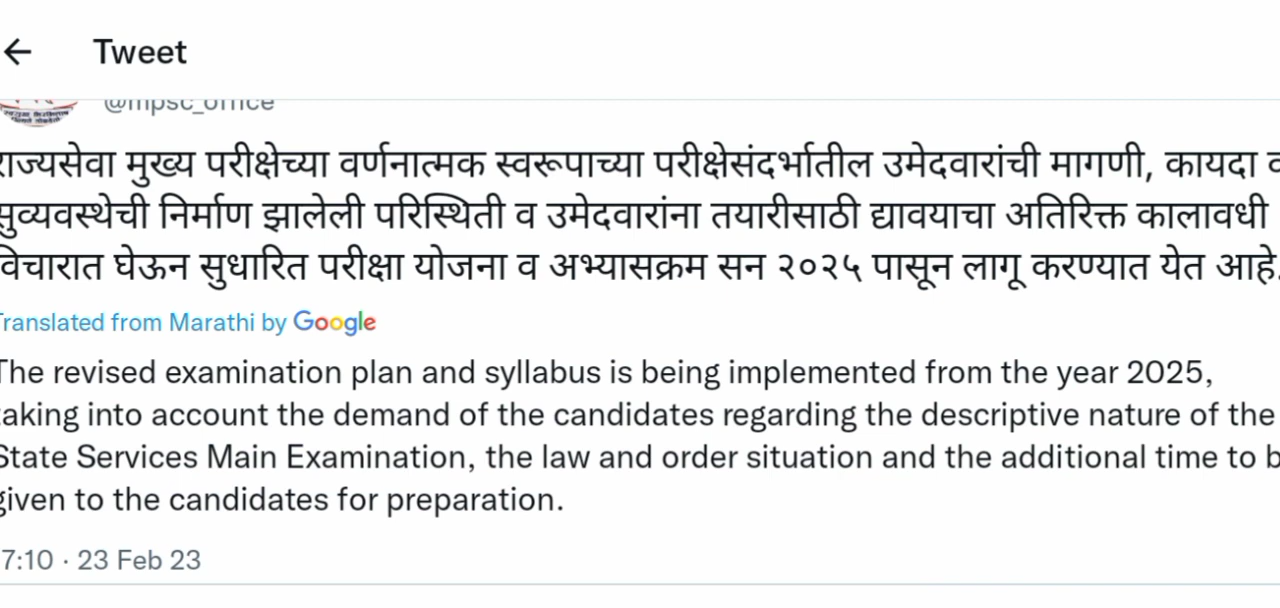 Tweet
@mpsc_office
राज्यसेवा मुख्य परीक्षेच्या वर्णनात्मक स्वरूपाच्या परीक्षेसंदर्भातील उमेदवारांची मागणी, कायदा व
सुव्यवस्थेची निर्माण झालेली परिस्थिती व उमेदवारांना तयारीसाठी द्यावयाचा अतिरिक्त कालावधी
विचारात घेऊन सुधारित परीक्षा योजना व अभ्यासक्रम सन २०२५ पासून लागू करण्यात येत आहे.
Translated from Marathi by Google
The revised examination plan and syllabus is being implemented from the year 2025,
taking into account the demand of the candidates regarding the descriptive nature of the
State Services Main Examination, the law and order situation and the additional time to b
given to the candidates for preparation.
7:10 · 23 Feb 23